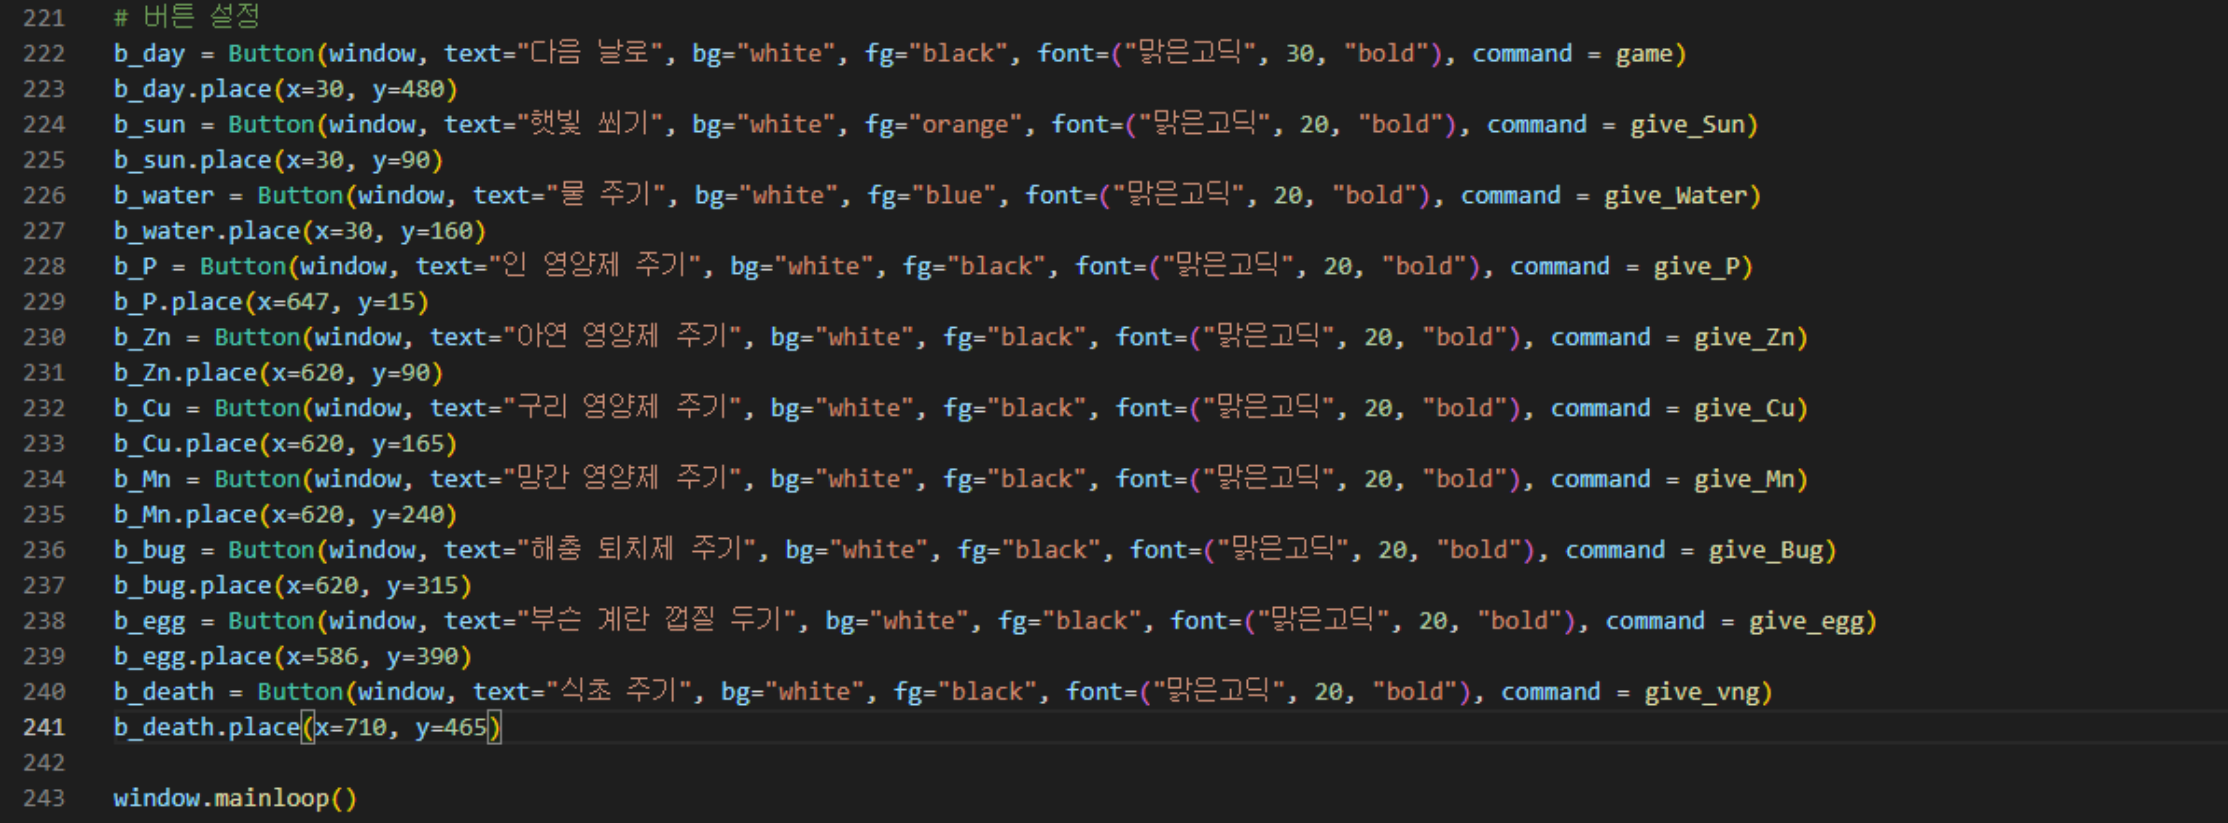 221 # 버튼 설정
222 b_day = Button(window, text="다음 날로", bg="white", fg="black", font=("맑은고딕", 30, "bold"), command = game)
223 b_day.place(x=30, y=480)
224 b_sun = Button(window, text="햇빛 쐬기", bg="white", fg="orange", font=("맑은고딕", 20, "bold"), command = give_Sun)
225 b_sun.place(x=30, y=90)
226 b_water = Button(window, text="물 주기", bg="white", fg="blue", font=("맑은고딕", 20, "bold"), command = give_Water)
227 b_water.place(x=30, y=160)
228 b_P = Button(window, text="인 영양제 주기", bg="white", fg="black", font=("맑은고딕", 20, "bold"), command = give_P)
229 b_P.place(x=647, y=15)
230 b_Zn = Button(window, text="아연 영양제 주기", bg="white", fg="black", font=("맑은고딕", 20, "bold"), command = give_Zn)
231 b_Zn.place(x=620, y=90)
232 b_Cu = Button(window, text="구리 영양제 주기", bg="white", fg="black", font=("맑은고딕", 20, "bold"), command = give_Cu)
233 b_Cu.place(x=620, y=165)
234 b_Mn = Button(window, text="망간 영양제 주기", bg="white", fg="black", font=("맑은고딕", 20, "bold"), command = give_Mn)
235 b_Mn.place(x=620, y=240)
236 b_bug = Button(window, text="해충 퇴치제 주기", bg="white", fg="black", font=("맑은고딕", 20, "bold"), command = give_Bug)
237 b_bug.place(x=620, y=315)
238 b_egg = Button(window, text="부순 계란 껍질 두기", bg="white", fg="black", font=("맑은고딕", 20, "bold"), command = give_egg)
239 b_egg.place(x=586, y=390)
240 b_death = Button(window, text="식초 주기", bg="white", fg="black", font=("맑은고딕", 20, "bold"), command = give_vng)
241 b_death.place(x=710, y=465)
242
243 window.mainloop()